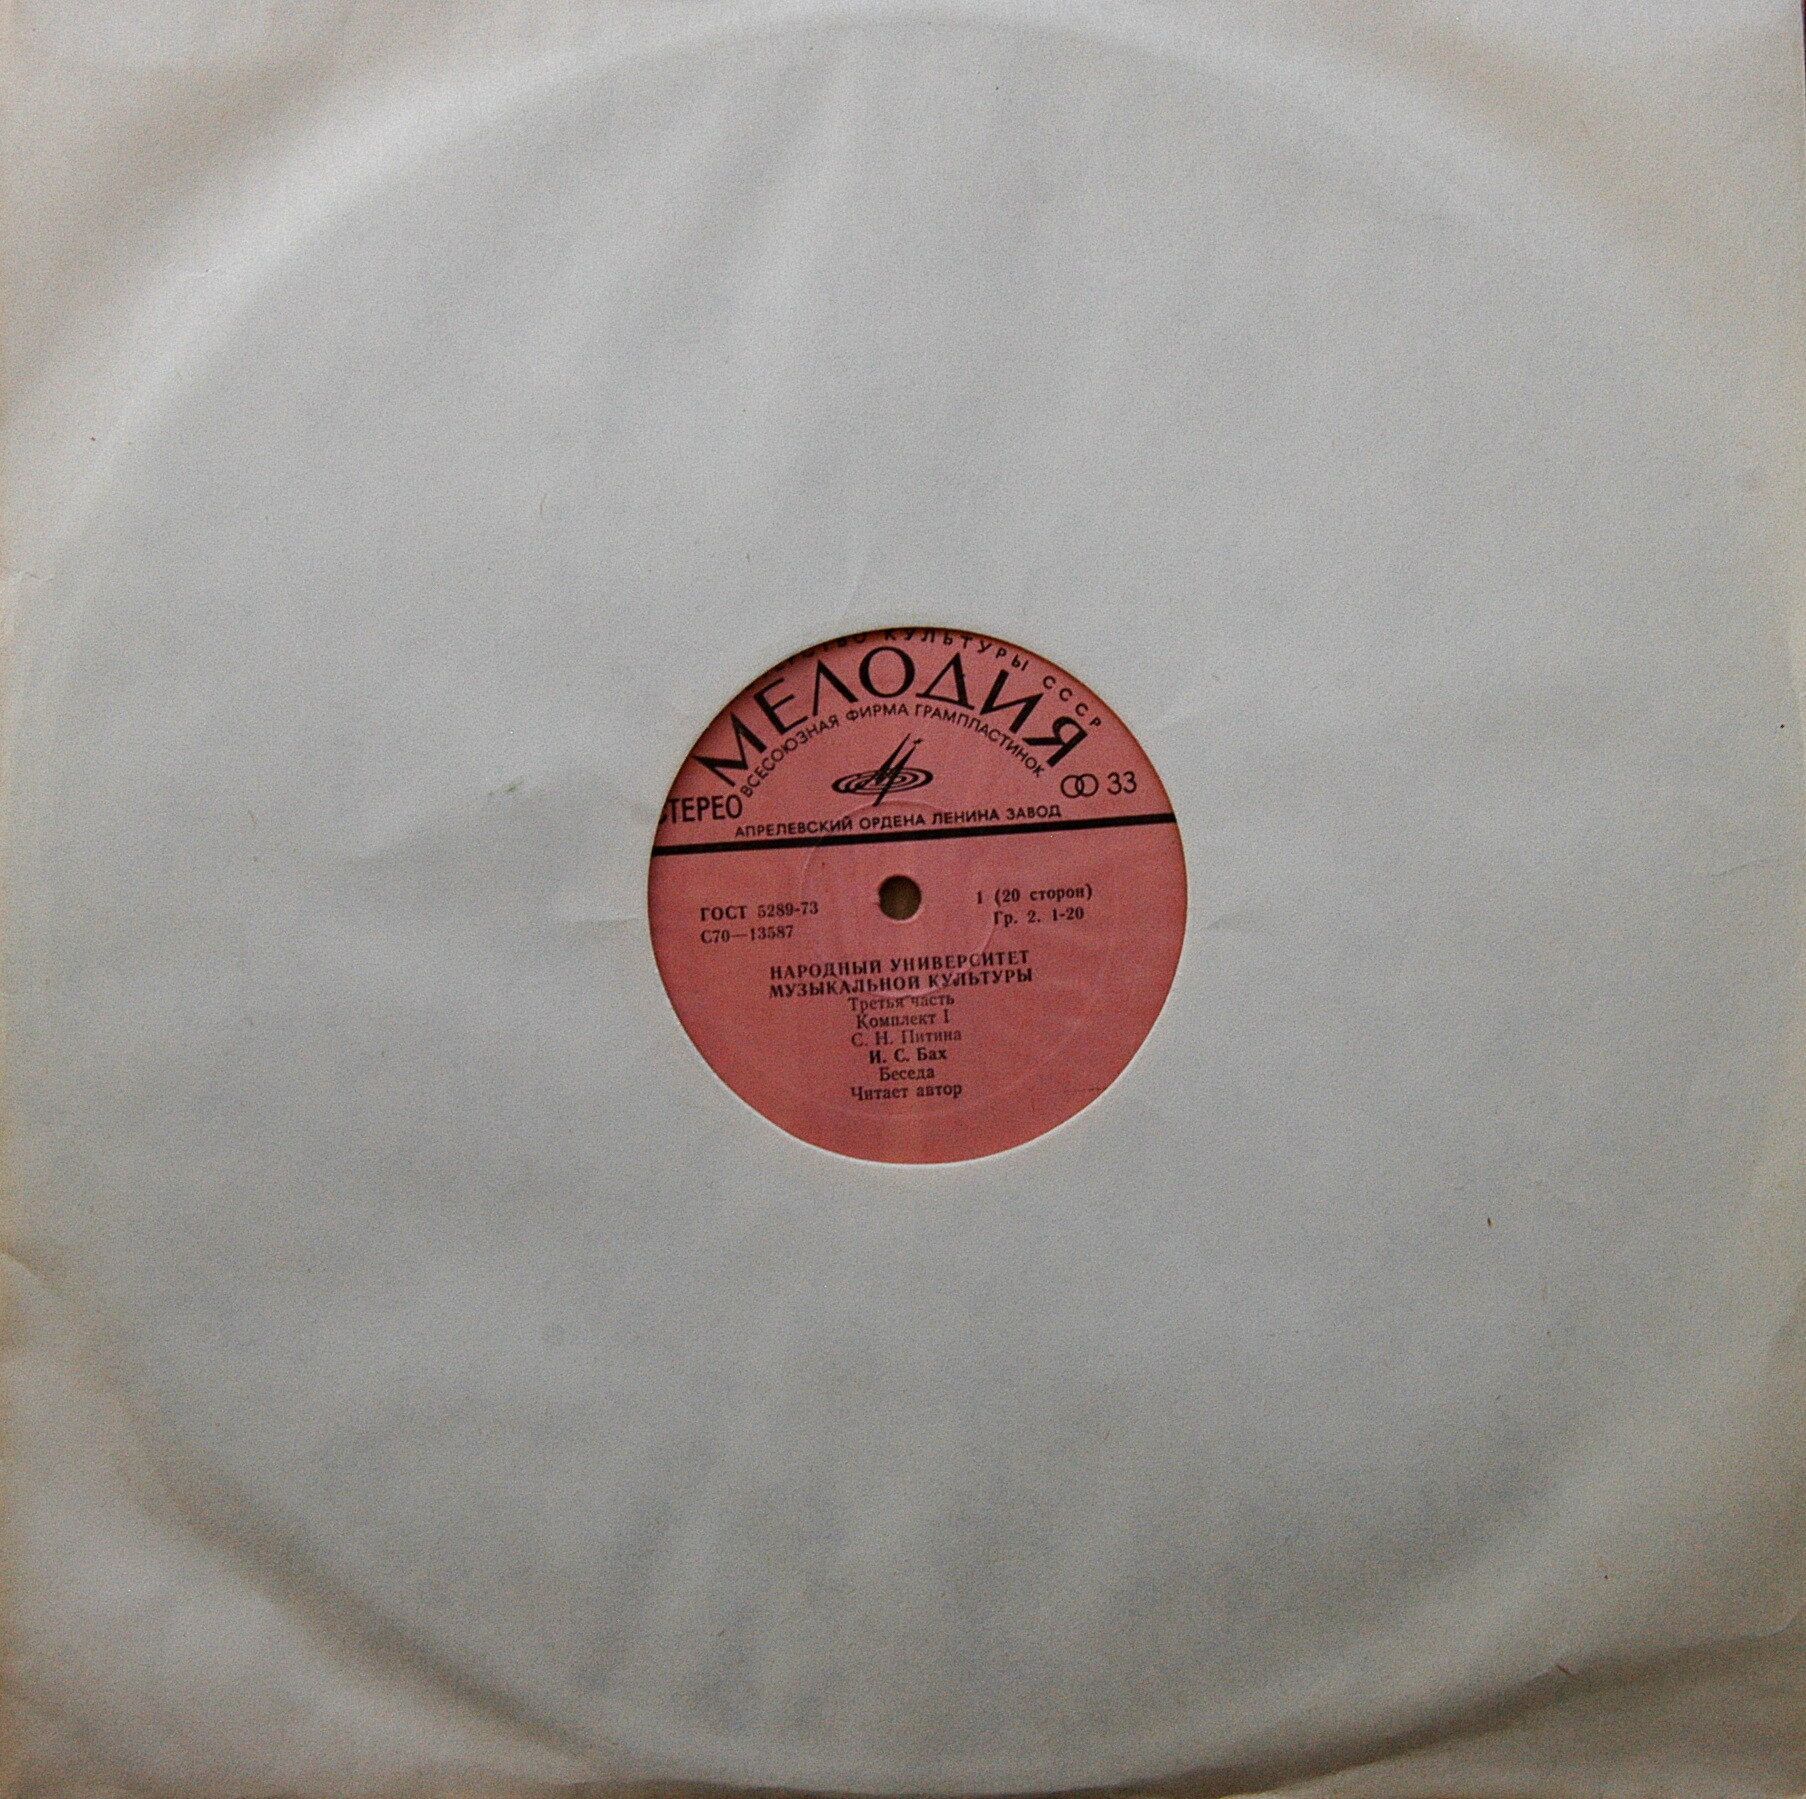 КУЛЬТУРЫ СССР
МЕЛОДИЯ
ВСЕСОЮЗНАЯ ФИРМА ГРАМПЛАСТИНОК
33
АПРЕЛЕВСКИЙ ОРДЕНА ЛЕНИНА ЗАВОД
ГОСТ 5289-73
С70—13587
1 (20 сторон)
Гр. 2. 1-20
НАРОДНЫЙ УНИВЕРСИТЕТ
МУЗЫКАЛЬНОЙ КУЛЬТУРЫ
Третья часть
Комплект I
С. Н. Питина
И. С. Бах
Беседа
Читает автор